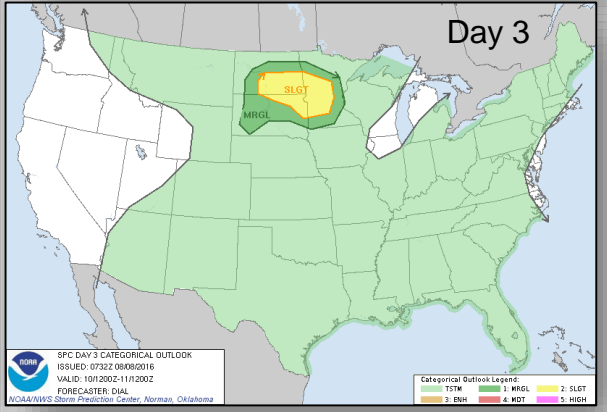 Day 3
SLGT
MRGL
NOAA
SPC DAY 3 CATEGORICAL OUTLOOK
ISSUED: 0732Z 08/08/2016
VALID: 10/1200Z-11/1200Z
FORECASTER: DIAL
NOAA/NWS Storm Prediction Center, Norman, Oklahoma
Categorical Outlook Legend:
TSTM 1: MRGL 2: SLGT
3: ENH 4: MDT 5: HIGH